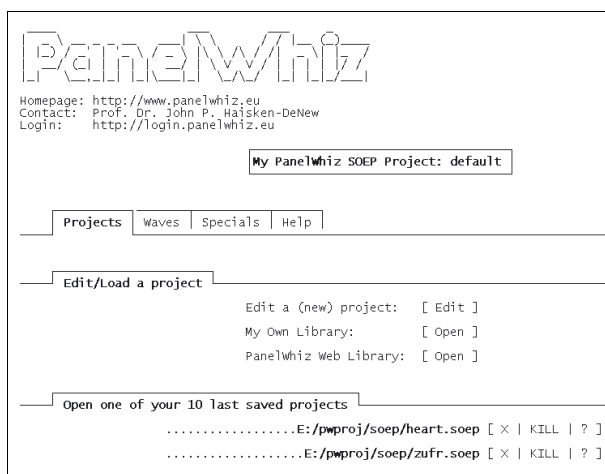 PanelWhiz
Homepage: http://www.panelwhiz.eu
Contact: Prof. Dr. John P. Haisken-DeNew
Login: http://login.panelwhiz.eu
My PanelWhiz SOEP Project: default
Projects Waves Specials Help
Edit/Load a project
Edit a (new) project: [ Edit ]
My Own Library: [ Open ]
PanelWhiz Web Library: [ Open ]
Open one of your 10 last saved projects
..................E:/pwproj/soep/heart.soep [ X | KILL | ? ]
...................E:/pwproj/soep/zufr.soep [ X | KILL | ? ]